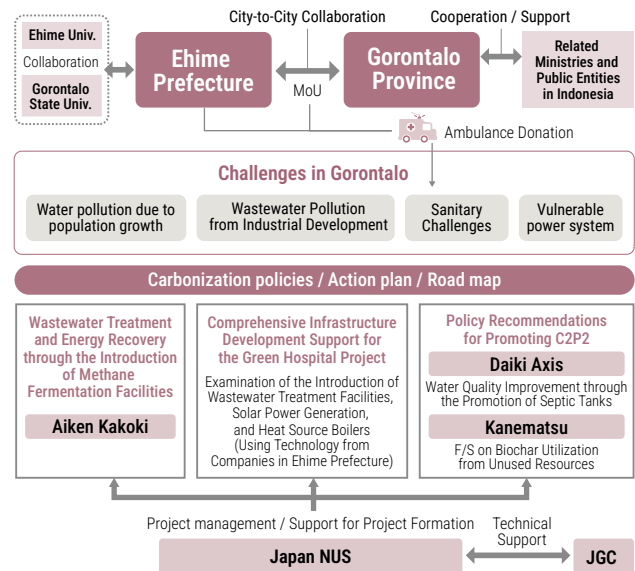 City-to-City Collaboration
Cooperation / Support
Ehime Univ.
Collaboration
Gorontalo
State Univ.
Ehime
Prefecture
MoU
Gorontalo
Province
Related
Ministries and
Public Entities
in Indonesia
Ambulance Donation
Challenges in Gorontalo
Water pollution due to
population growth
Wastewater Pollution
from Industrial Development
Sanitary
Challenges
Vulnerable
power system
Carbonization policies / Action plan / Road map
Wastewater Treatment
and Energy Recovery
through the Introduction
of Methane
Fermentation Facilities
Aiken Kakoki
Comprehensive Infrastructure
Development Support for
the Green Hospital Project
Examination of the Introduction of
Wastewater Treatment Facilities,
Solar Power Generation,
and Heat Source Boilers
(Using Technology from
Companies in Ehime Prefecture)
Policy Recommendations
for Promoting C2P2
Daiki Axis
Water Quality Improvement through
the Promotion of Septic Tanks
Kanematsu
F/S on Biochar Utilization
from Unused Resources
Project management / Support for Project Formation
Technical
Support
Japan NUS
JGC